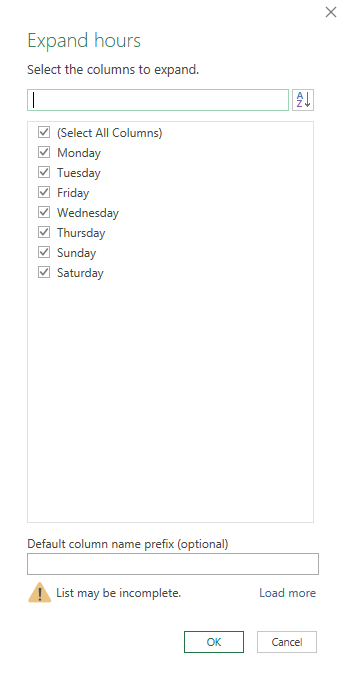 Expand hours
Select the columns to expand.
A
Z
(Select All Columns)
Monday
Tuesday
Friday
Wednesday
Thursday
Sunday
Saturday
Default column name prefix (optional)
List may be incomplete. Load more
OK Cancel